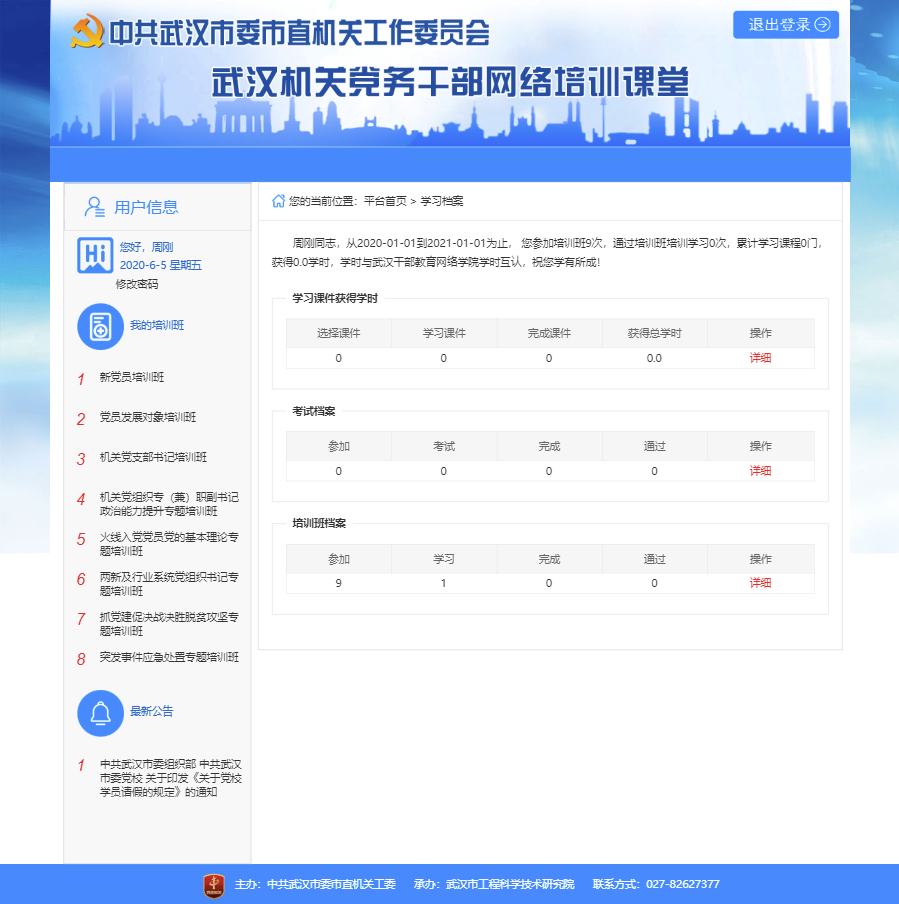 中共武汉市委市直机关工作委员会
退出登录
武汉机关党务干部网络培训课堂
用户信息
您好，周刚
2020-6-5 星期五
修改密码
我的培训班
1 新党员培训班
2 党员发展对象培训班
3 机关党支部书记培训班
4 机关党组织专（兼）职副书记
政治能力提升专题培训班
5 火线入党党员党的基本理论专
题培训班
6 两新及行业系统党组织书记专
题培训班
7 抓党建促决战决胜脱贫攻坚专
题培训班
8 突发事件应急处置专题培训班
最新公告
1 中共武汉市委组织部 中共武汉
市委党校 关于印发《关于党校
学员请假的规定》的通知
您的当前位置：平台首页 > 学习档案
周刚同志，从2020-01-01到2021-01-01为止， 您参加培训班9次，通过培训班培训学习0次，累计学习课程0门，
获得0.0学时，学时与武汉干部教育网络学院学时互认，祝您学有所成！
学习课件获得学时
选择课件 学习课件 完成课件 获得总学时 操作
0 0 0 0.0 详细
考试档案
参加 考试 完成 通过 操作
0 0 0 0 详细
培训班档案
参加 学习 完成 通过 操作
9 1 0 0 详细
主办：中共武汉市委市直机关工委 承办：武汉市工程科学技术研究院 联系方式：027-82627377